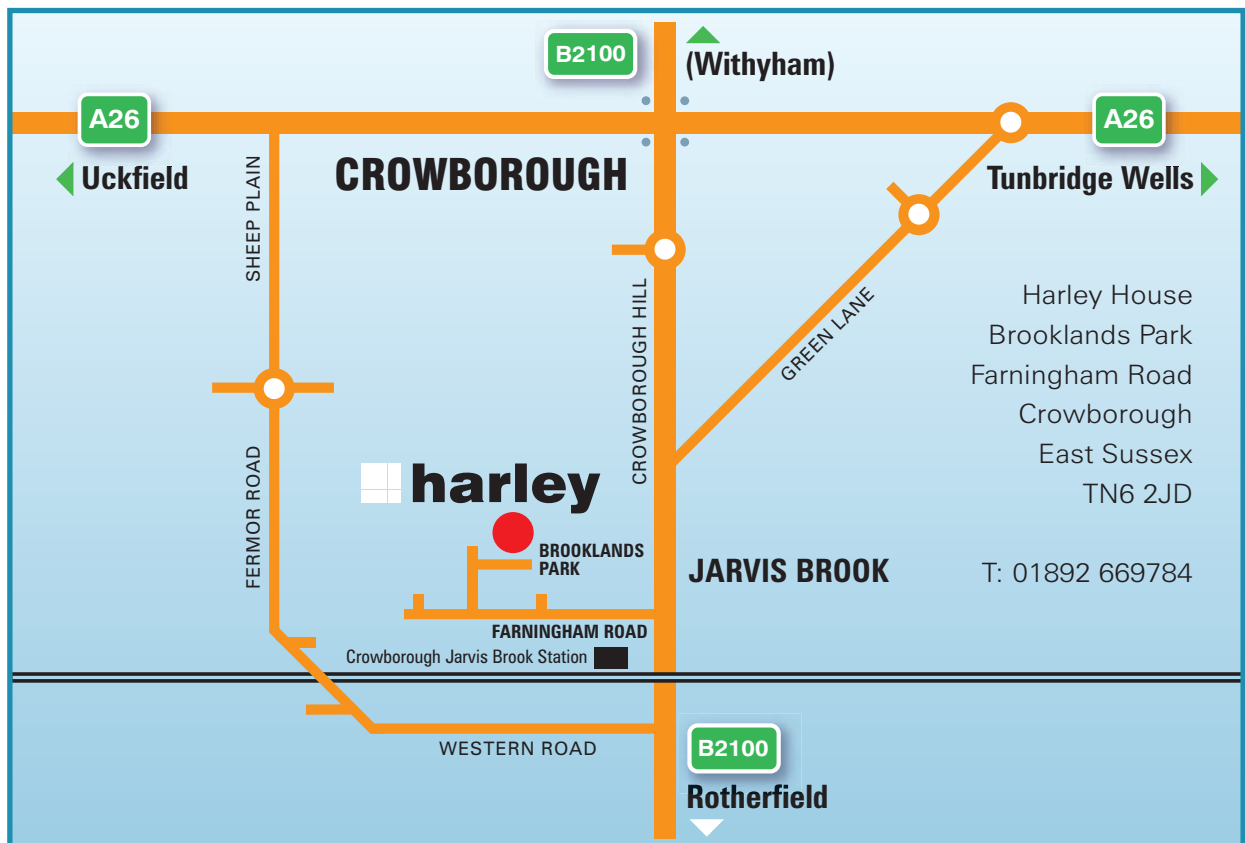 B2100
(Withyham)
A26
A26
Uckfield
CROWBOROUGH
Tunbridge Wells
SHEEP PLAIN
CROWBOROUGH HILL
GREEN LANE
Harley House
Brooklands Park
Farningham Road
Crowborough
East Sussex
TN6 2JD
T: 01892 669784
FERMOR ROAD
harley
BROOKLANDS
PARK
JARVIS BROOK
FARNINGHAM ROAD
Crowborough Jarvis Brook Station
WESTERN ROAD
B2100
Rotherfield